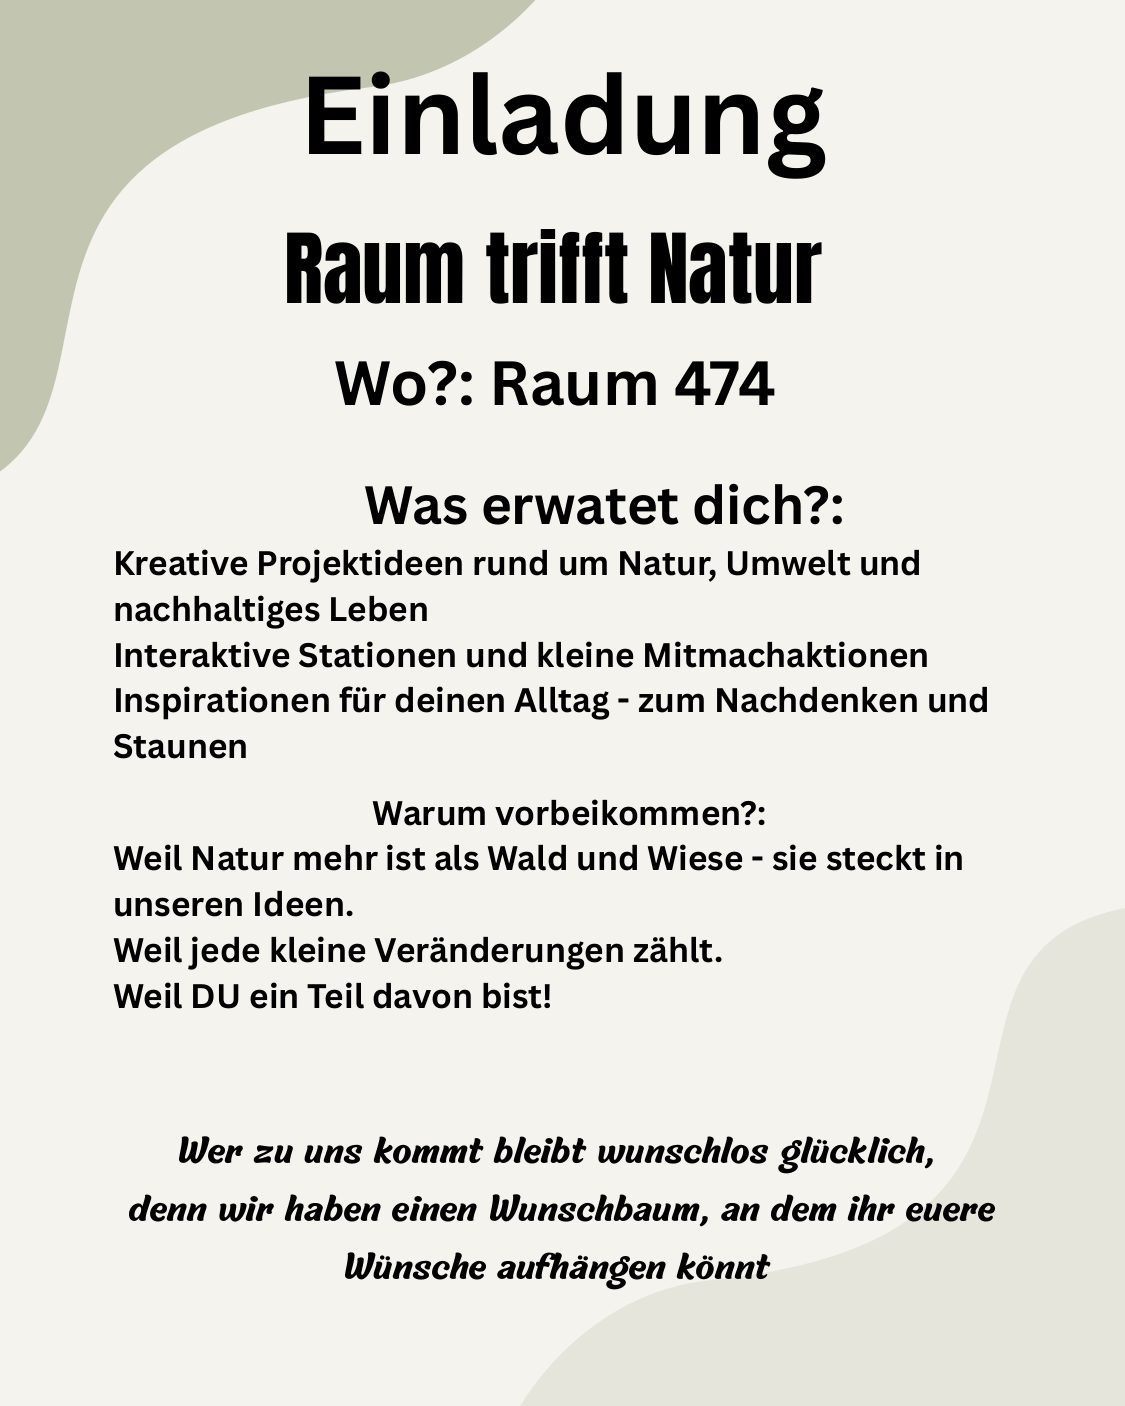 Einladung
Raum trifft Natur
Wo?: Raum 474
Was erwatet dich?:
Kreative Projektideen rund um Natur, Umwelt und
nachhaltiges Leben
Interaktive Stationen und kleine Mitmachaktionen
Inspirationen für deinen Alltag - zum Nachdenken und
Staunen
Warum vorbeikommen?:
Weil Natur mehr ist als Wald und Wiese - sie steckt in
unseren Ideen.
Weil jede kleine Veränderungen zählt.
Weil DU ein Teil davon bist!
Wer zu uns kommt bleibt wunschlos glücklich,
denn wir haben einen Wunschbaum, an dem ihr euere
Wünsche aufhängen könnt